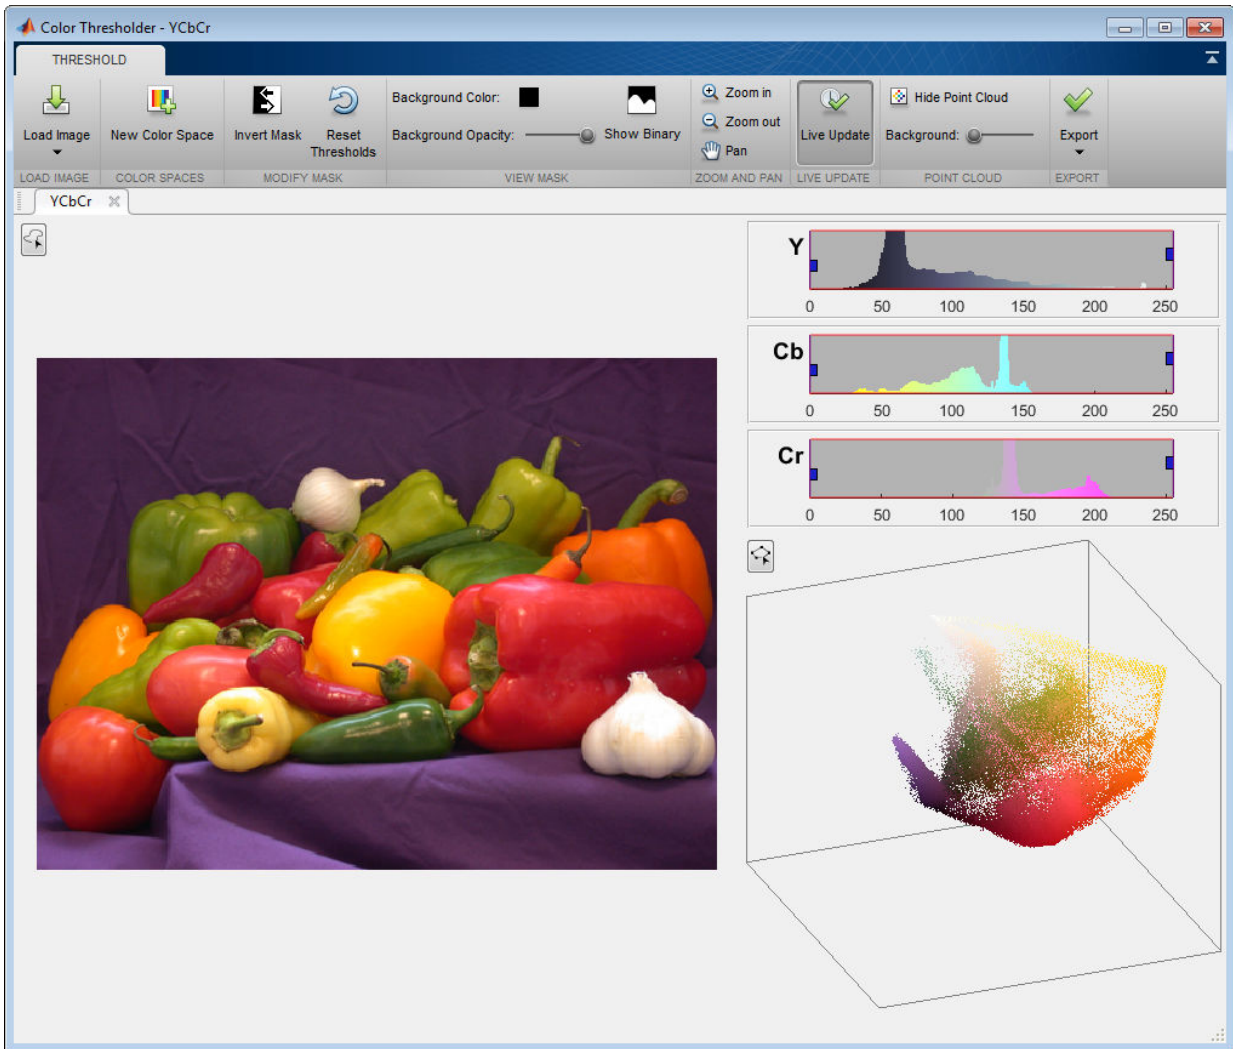 Color Thresholder - YCbCr
THRESHOLD
Load Image
New Color Space
Invert Mask
Reset
Thresholds
Background Color:
Background Opacity:
Show Binary
Zoom in
Zoom out
Pan
Live Update
Hide Point Cloud
Background:
Export
LOAD IMAGE
COLOR SPACES
MODIFY MASK
VIEW MASK
ZOOM AND PAN
LIVE UPDATE
POINT CLOUD
EXPORT
YCbCr
Y
0 50 100 150 200 250
Cb
0 50 100 150 200 250
Cr
0 50 100 150 200 250